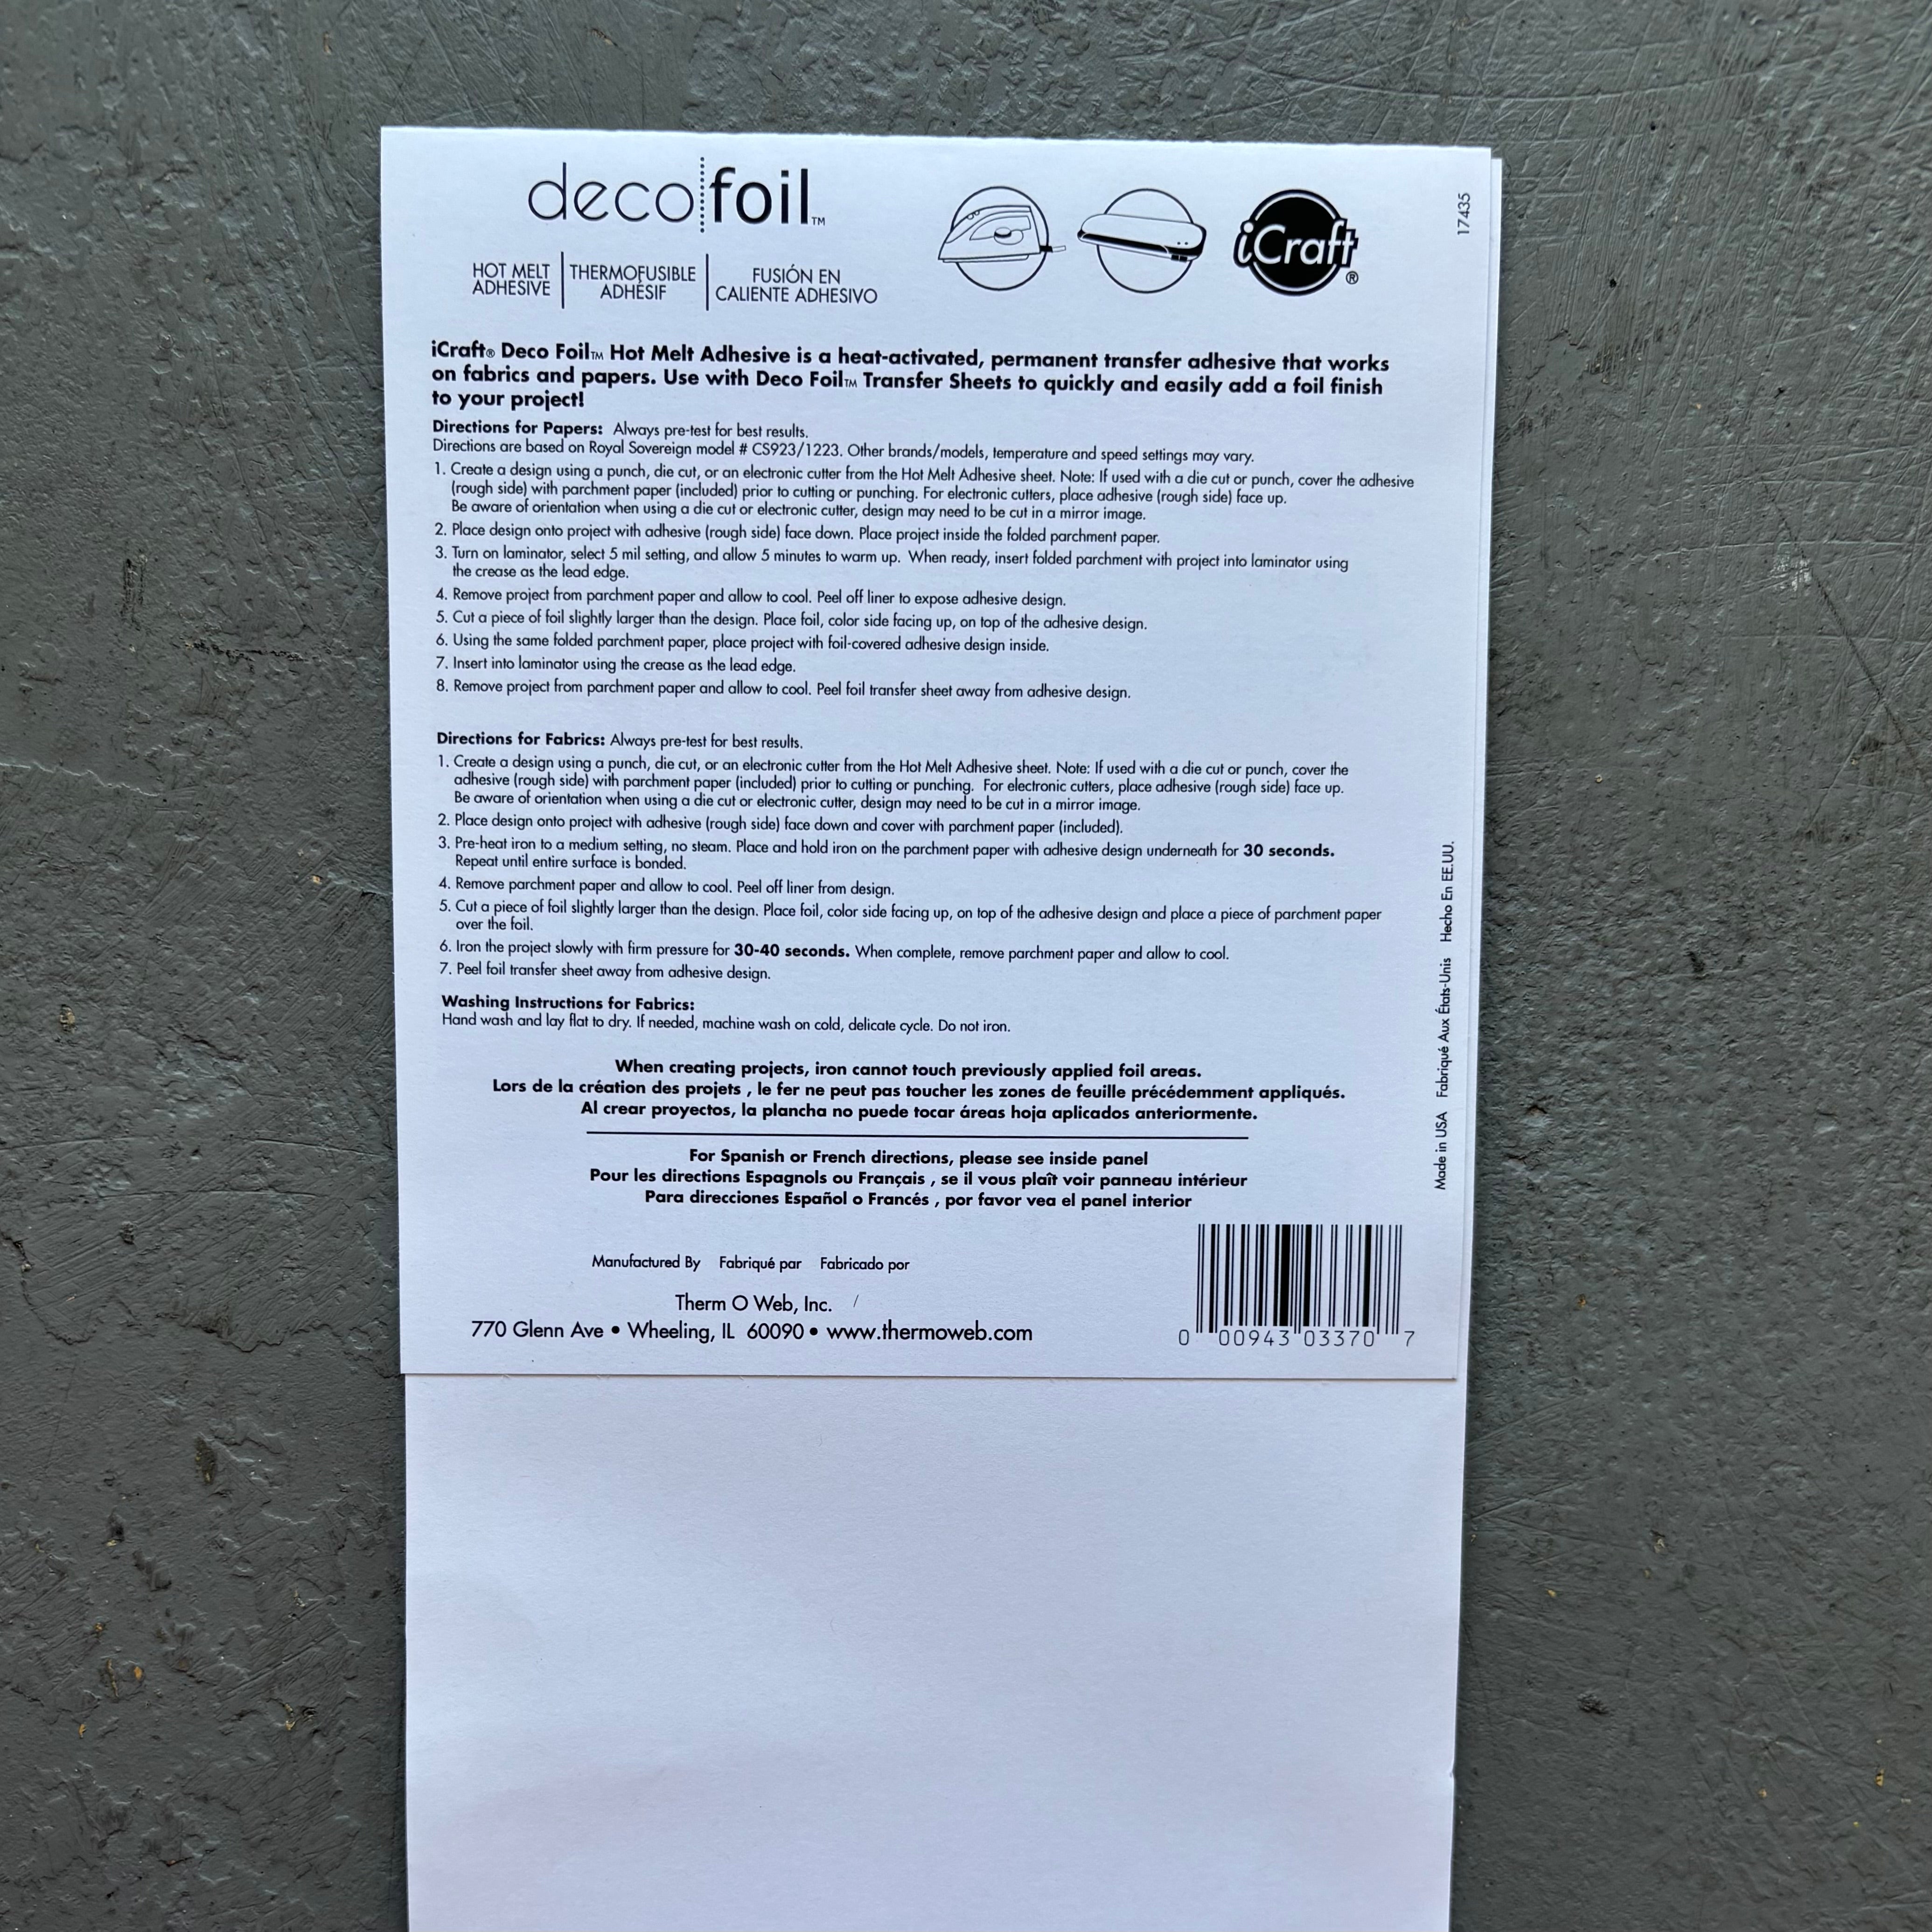 decofoil™
HOT MELT
ADHESIVE
THERMOFUSIBLE
ADHÉSIF
FUSIÓN EN
CALIENTE ADHESIVO
iCraft®
17435
iCraft® Deco Foil™ Hot Melt Adhesive is a heat-activated, permanent transfer adhesive that works
on fabrics and papers. Use with Deco Foil™ Transfer Sheets to quickly and easily add a foil finish
to your project!
Directions for Papers: Always pre-test for best results.
Directions are based on Royal Sovereign model # CS923/1223. Other brands/models, temperature and speed settings may vary.
1. Create a design using a punch, die cut, or an electronic cutter from the Hot Melt Adhesive sheet. Note: If used with a die cut or punch, cover the adhesive
(rough side) with parchment paper (included) prior to cutting or punching. For electronic cutters, place adhesive (rough side) face up.
Be aware of orientation when using a die cut or electronic cutter, design may need to be cut in a mirror image.
2. Place design onto project with adhesive (rough side) face down. Place project inside the folded parchment paper.
3. Turn on laminator, select 5 mil setting, and allow 5 minutes to warm up. When ready, insert folded parchment with project into laminator using
the crease as the lead edge.
4. Remove project from parchment paper and allow to cool. Peel off liner to expose adhesive design.
5. Cut a piece of foil slightly larger than the design. Place foil, color side facing up, on top of the adhesive design.
6. Using the same folded parchment paper, place project with foil-covered adhesive design inside.
7. Insert into laminator using the crease as the lead edge.
8. Remove project from parchment paper and allow to cool. Peel foil transfer sheet away from adhesive design.
Directions for Fabrics: Always pre-test for best results.
1. Create a design using a punch, die cut, or an electronic cutter from the Hot Melt Adhesive sheet. Note: If used with a die cut or punch, cover the
adhesive (rough side) with parchment paper (included) prior to cutting or punching. For electronic cutters, place adhesive (rough side) face up.
Be aware of orientation when using a die cut or electronic cutter, design may need to be cut in a mirror image.
2. Place design onto project with adhesive (rough side) face down and cover with parchment paper (included).
3. Pre-heat iron to a medium setting, no steam. Place and hold iron on the parchment paper with adhesive design underneath for 30 seconds.
Repeat until entire surface is bonded.
4. Remove parchment paper and allow to cool. Peel off liner from design.
5. Cut a piece of foil slightly larger than the design. Place foil, color side facing up, on top of the adhesive design and place a piece of parchment paper
over the foil.
6. Iron the project slowly with firm pressure for 30-40 seconds. When complete, remove parchment paper and allow to cool.
7. Peel foil transfer sheet away from adhesive design.
Washing Instructions for Fabrics:
Hand wash and lay flat to dry. If needed, machine wash on cold, delicate cycle. Do not iron.
When creating projects, iron cannot touch previously applied foil areas.
Lors de la création des projets , le fer ne peut pas toucher les zones de feuille précédemment appliqués.
Al crear proyectos, la plancha no puede tocar áreas hoja aplicados anteriormente.
For Spanish or French directions, please see inside panel
Pour les directions Espagnols ou Français , se il vous plaît voir panneau intérieur
Para direcciones Español o Francés , por favor vea el panel interior
Made in USA Fabriqué Aux États-Unis Hecho En EE.UU.
Manufactured By Fabriqué par Fabricado por
Therm O Web, Inc.
770 Glenn Ave • Wheeling, IL 60090 • www.thermoweb.com
0 00943 03370 7